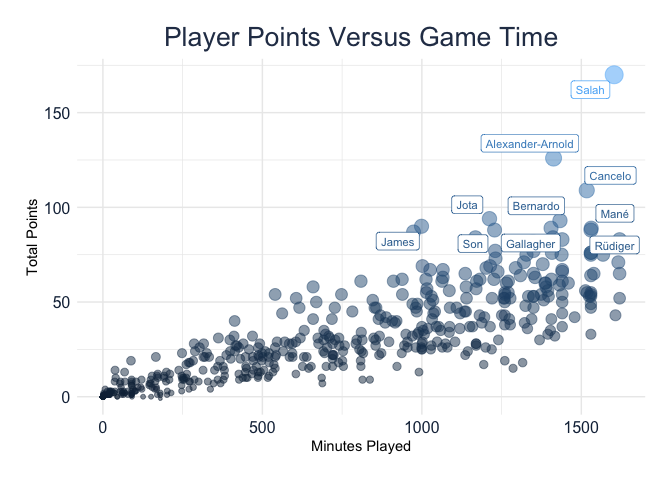 Player Points Versus Game Time
Salah
150
Alexander-Arnold
Cancelo
Total Points
100
Jota
Bernardo
Mané
James
Son
Gallagher
Rüdiger
50
0
0
500
1000
1500
Minutes Played